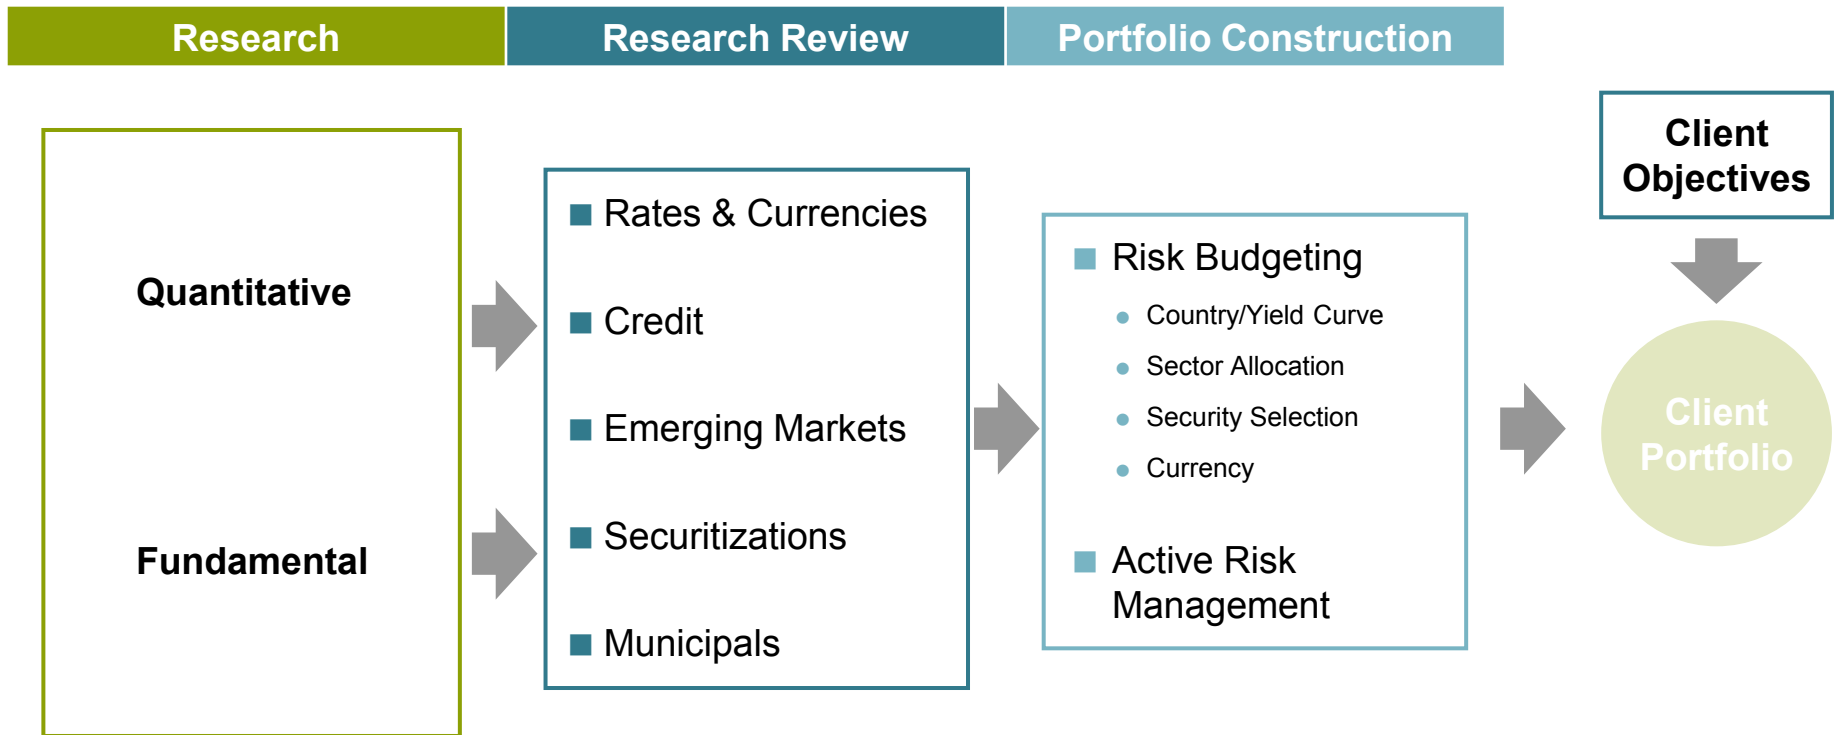 Research
Research Review
Portfolio Construction
Quantitative
Fundamental
Rates & Currencies
Credit
Emerging Markets
Securitizations
Municipals
Risk Budgeting
Country/Yield Curve
Sector Allocation
Security Selection
Currency
Active Risk
Management
Client
Objectives
Client
Portfolio